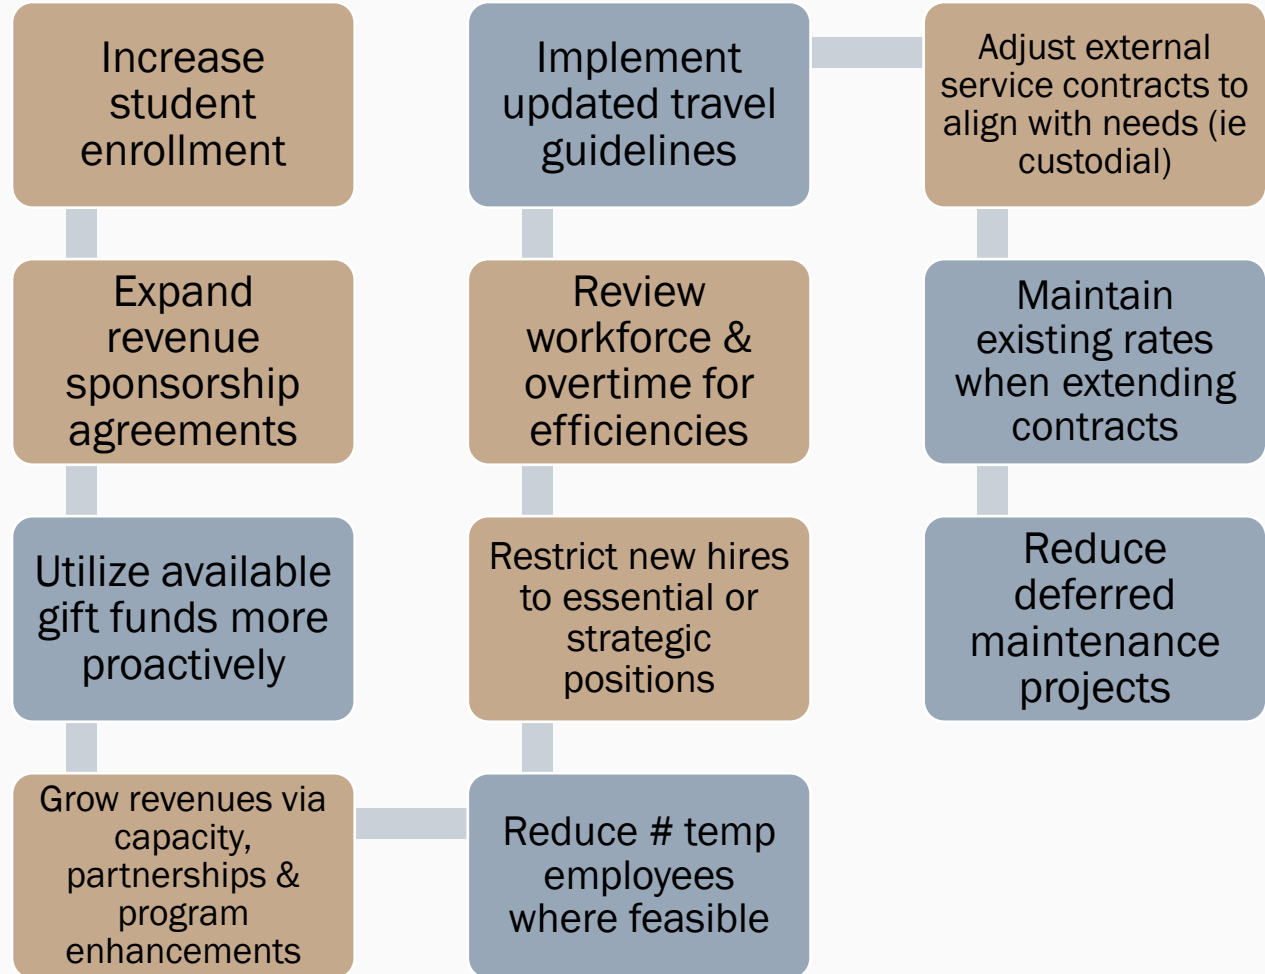 Increase
student
enrollment
Expand
revenue
sponsorship
agreements
Utilize available
gift funds more
proactively
Grow revenues via
capacity,
partnerships &
program
enhancements
Reduce # temp
employees
where feasible
Restrict new hires
to essential or
strategic
positions
Review
workforce &
overtime for
efficiencies
Implement
updated travel
guidelines
Adjust external
service contracts to
align with needs (ie
custodial)
Maintain
existing rates
when extending
contracts
Reduce
deferred
maintenance
projects